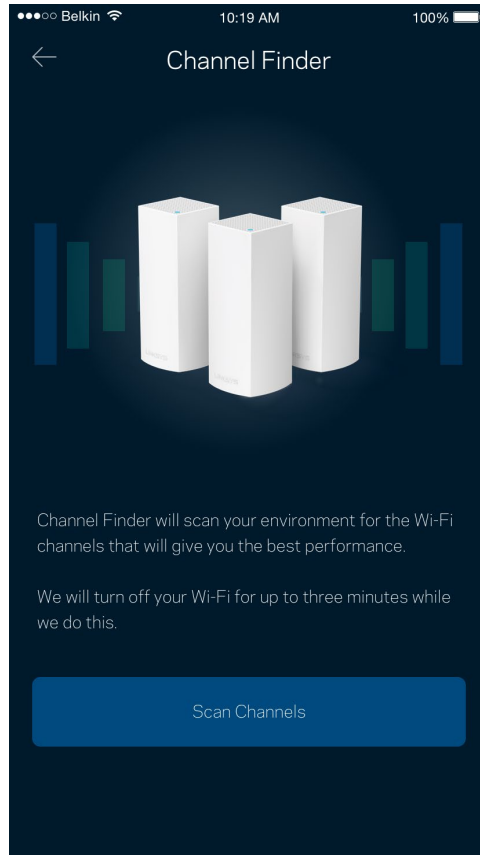 Belkin 10:19 AM 100%
Channel Finder
Channel Finder will scan your environment for the Wi-Fi
channels that will give you the best performance.
We will turn off your Wi-Fi for up to three minutes while
we do this.
Scan Channels